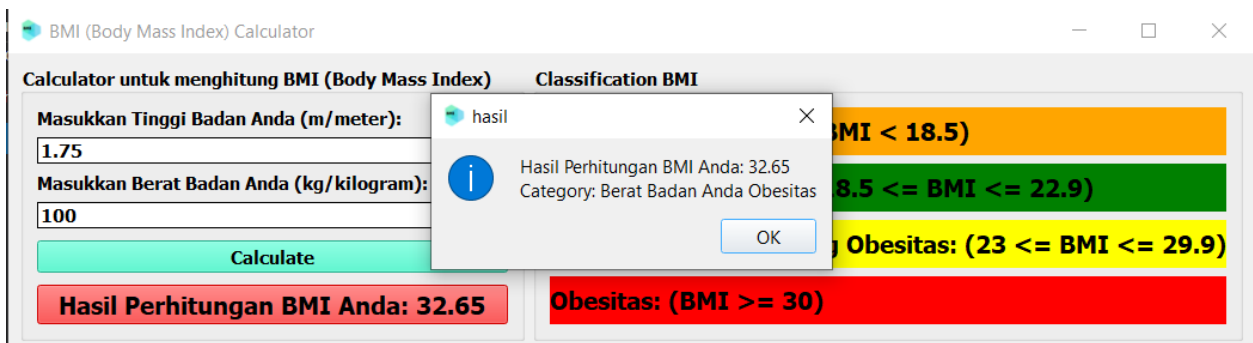 BMI (Body Mass Index) Calculator
Calculator untuk menghitung BMI (Body Mass Index)
Masukkan Tinggi Badan Anda (m/meter):
1.75
Masukkan Berat Badan Anda (kg/kilogram):
100
Calculate
Hasil Perhitungan BMI Anda: 32.65
hasil
Hasil Perhitungan BMI Anda: 32.65
Category: Berat Badan Anda Obesitas
OK
Classification BMI
BMI < 18.5)
8.5 <= BMI <= 22.9)
Obesitas: (23 <= BMI <= 29.9)
Obesitas: (BMI >= 30)